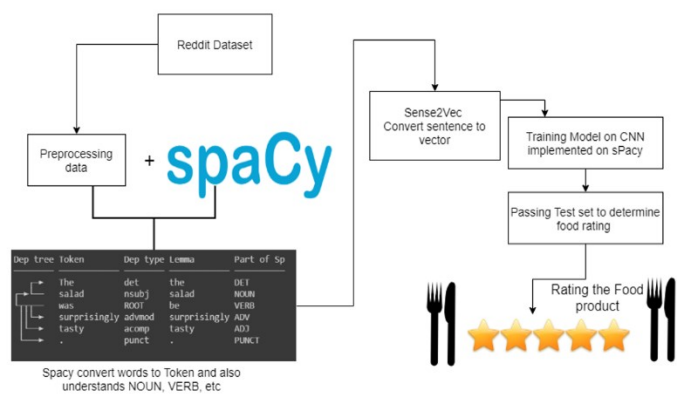 Reddit Dataset
Preprocessing
data
+
spaCy
Dep tree Token Dep type Lemma Part of Sp
The det the DET
salad nsubj salad NOUN
was ROOT be VERB
surprisingly advmod surprisingly ADV
tasty acomp tasty ADJ
. punct . PUNCT
Spacy convert words to Token and also
understands NOUN, VERB, etc
Sense2Vec
Convert sentence to
vector
Training Model on CNN
implemented on sPacy
Passing Test set to determine
food rating
Rating the Food
product